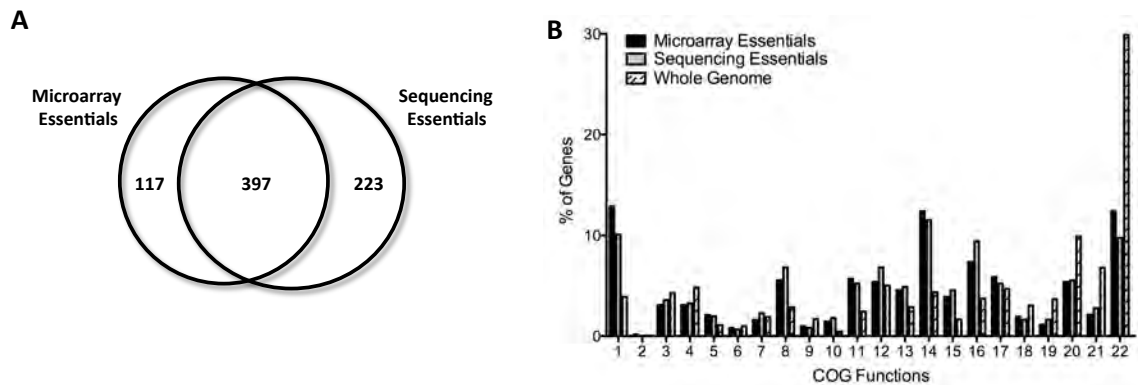 A
Microarray
Essentials
Sequencing
Essentials
117
397
223
B
Microarray Essentials
Sequencing Essentials
Whole Genome
30
20
10
0
% of Genes
1 2 3 4 5 6 7 8 9 10 11 12 13 14 15 16 17 18 19 20 21 22
COG Functions